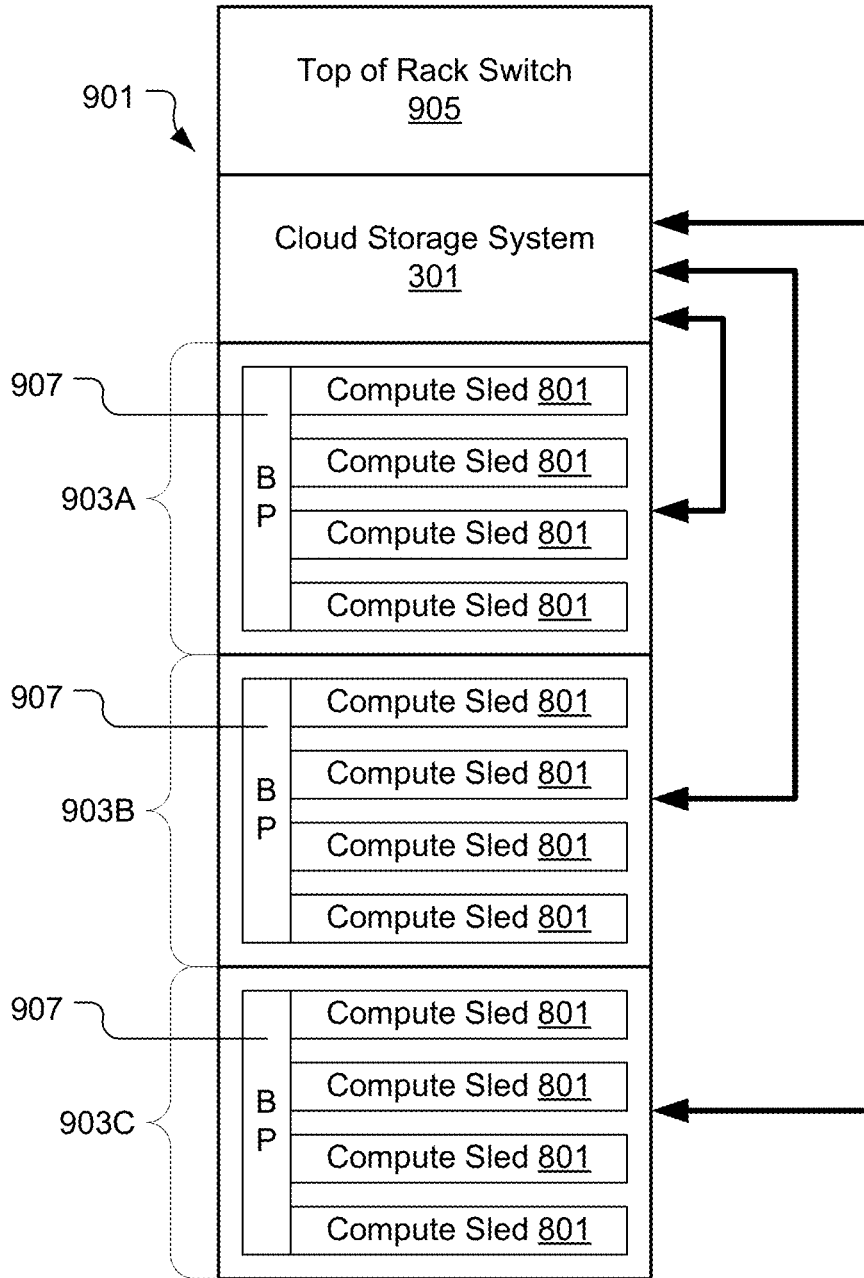 Top of Rack Switch
905
901
Cloud Storage System
301
907
Compute Sled 801
Compute Sled 801
903A
B
P
Compute Sled 801
Compute Sled 801
907
Compute Sled 801
Compute Sled 801
903B
B
P
Compute Sled 801
Compute Sled 801
907
Compute Sled 801
Compute Sled 801
903C
B
P
Compute Sled 801
Compute Sled 801